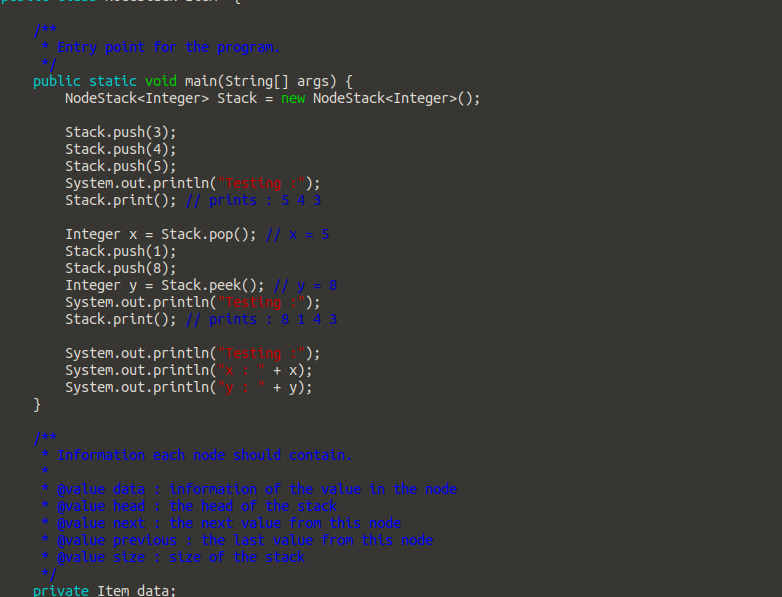 /**
 * Entry point for the program.
 */
public static void main(String[] args) {
NodeStack<Integer> Stack = new NodeStack<Integer>();
Stack.push(3);
Stack.push(4);
Stack.push(5);
System.out.println("Testing :");
Stack.print(); // prints : 5 4 3
Integer x = Stack.pop(); // x = 5
Stack.push(1);
Stack.push(8);
Integer y = Stack.peek(); // y = 8
System.out.println("Testing :");
Stack.print(); // prints : 8 1 4 3
System.out.println("Testing :");
System.out.println("x : " + x);
System.out.println("y : " + y);
}
/**
 * Information each node should contain.
 *
 * @value data : information of the value in the node
 * @value head : the head of the stack
 * @value next : the next value from this node
 * @value previous : the last value from this node
 * @value size : size of the stack
 */
private Item data;